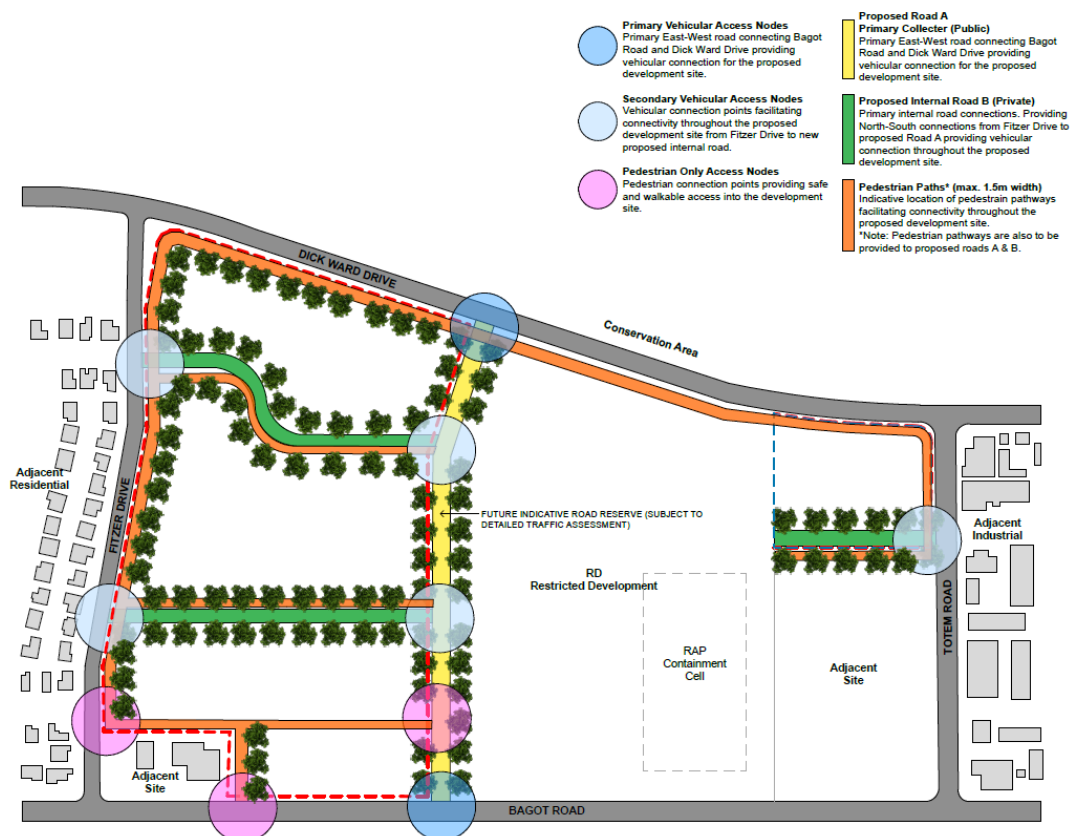 Primary Vehicular Access Nodes
Primary East-West road connecting Bagot
Road and Dick Ward Drive providing
vehicular connection for the proposed
development site.
Secondary Vehicular Access Nodes
Vehicular connection points facilitating
connectivity throughout the proposed
development site from Fitzer Drive to new
proposed internal road.
Pedestrian Only Access Nodes
Pedestrian connection points providing safe
and walkable access into the development
site.
Proposed Road A
Primary Collecter (Public)
Primary East-West road connecting Bagot
Road and Dick Ward Drive providing
vehicular connection for the proposed
development site.
Proposed Internal Road B (Private)
Primary internal road connections. Providing
North-South connections from Fitzer Drive to
proposed Road A providing vehicular
connection throughout the proposed
development site.
Pedestrian Paths* (max. 1.5m width)
Indicative location of pedestrain pathways
facilitating connectivity throughout the
proposed development site.
*Note: Pedestrian pathways are also to be
provided to proposed roads A & B.
DICK WARD DRIVE
Conservation Area
Adjacent
Residential
FITZER DRIVE
FUTURE INDICATIVE ROAD RESERVE (SUBJECT TO
DETAILED TRAFFIC ASSESSMENT)
RD
Restricted Development
RAP
Containment
Cell
Adjacent
Industrial
TOTEM ROAD
Adjacent
Site
Adjacent
Site
BAGOT ROAD